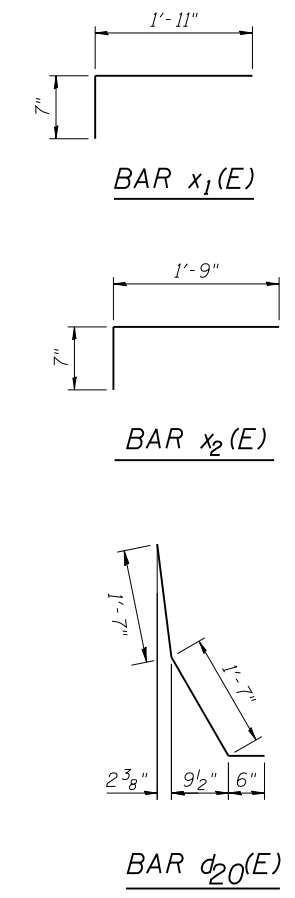 1'-11"
7"
BAR x1(E)
1'-9"
7"
BAR x2(E)
1'-7"
1'-7"
2 3/8" 9 1/2" 6"
BAR d20(E)